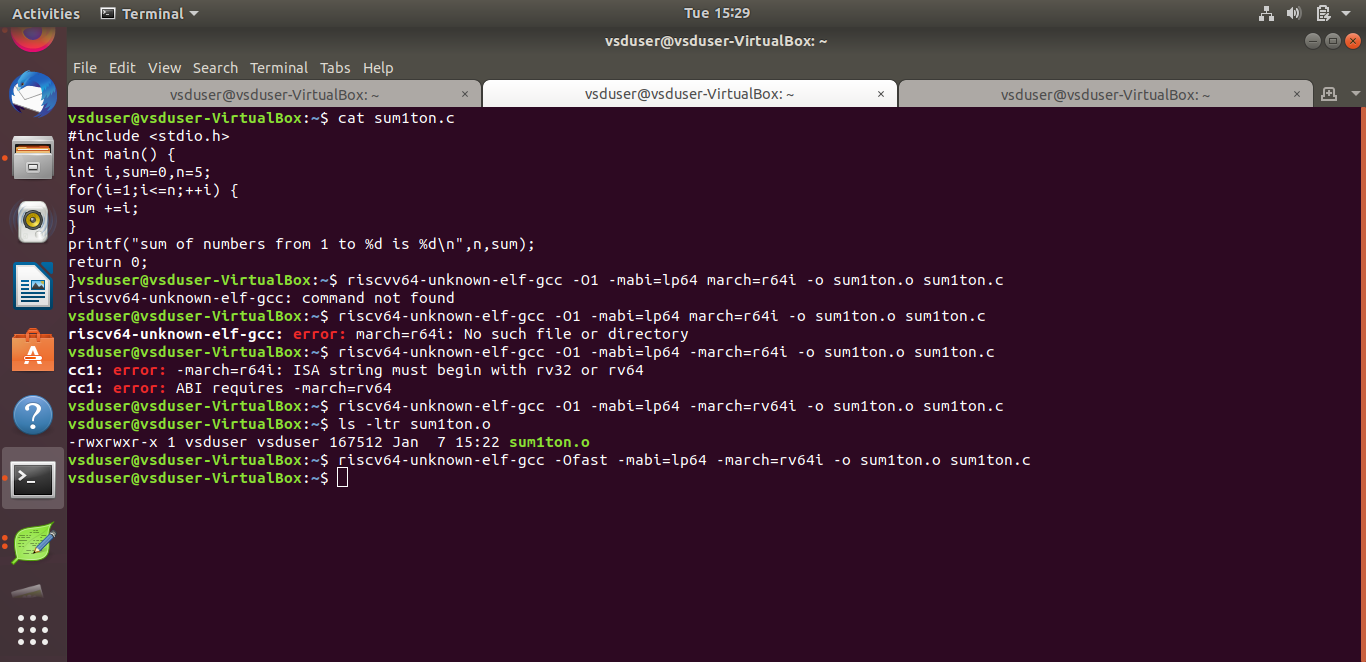 Activities Terminal Tue 15:29
vsduser@vsduser-VirtualBox: ~
File Edit View Search Terminal Tabs Help
vsduser@vsduser-VirtualBox: ~ × vsduser@vsduser-VirtualBox: ~ × vsduser@vsduser-VirtualBox: ~ ×
vsduser@vsduser-VirtualBox:~$ cat sum1ton.c
#include <stdio.h>
int main() {
int i,sum=0,n=5;
for(i=1;i<=n;++i) {
sum +=i;
}
printf("sum of numbers from 1 to %d is %d\n",n,sum);
return 0;
}vsduser@vsduser-VirtualBox:~$ riscvv64-unknown-elf-gcc -O1 -mabi=lp64 march=r64i -o sum1ton.o sum1ton.c
riscvv64-unknown-elf-gcc: command not found
vsduser@vsduser-VirtualBox:~$ riscv64-unknown-elf-gcc -O1 -mabi=lp64 march=r64i -o sum1ton.o sum1ton.c
riscv64-unknown-elf-gcc: error: march=r64i: No such file or directory
vsduser@vsduser-VirtualBox:~$ riscv64-unknown-elf-gcc -O1 -mabi=lp64 -march=r64i -o sum1ton.o sum1ton.c
cc1: error: -march=r64i: ISA string must begin with rv32 or rv64
cc1: error: ABI requires -march=rv64
vsduser@vsduser-VirtualBox:~$ riscv64-unknown-elf-gcc -O1 -mabi=lp64 -march=rv64i -o sum1ton.o sum1ton.c
vsduser@vsduser-VirtualBox:~$ ls -ltr sum1ton.o
-rwxrwxr-x 1 vsduser vsduser 167512 Jan  7 15:22 sum1ton.o
vsduser@vsduser-VirtualBox:~$ riscv64-unknown-elf-gcc -Ofast -mabi=lp64 -march=rv64i -o sum1ton.o sum1ton.c
vsduser@vsduser-VirtualBox:~$